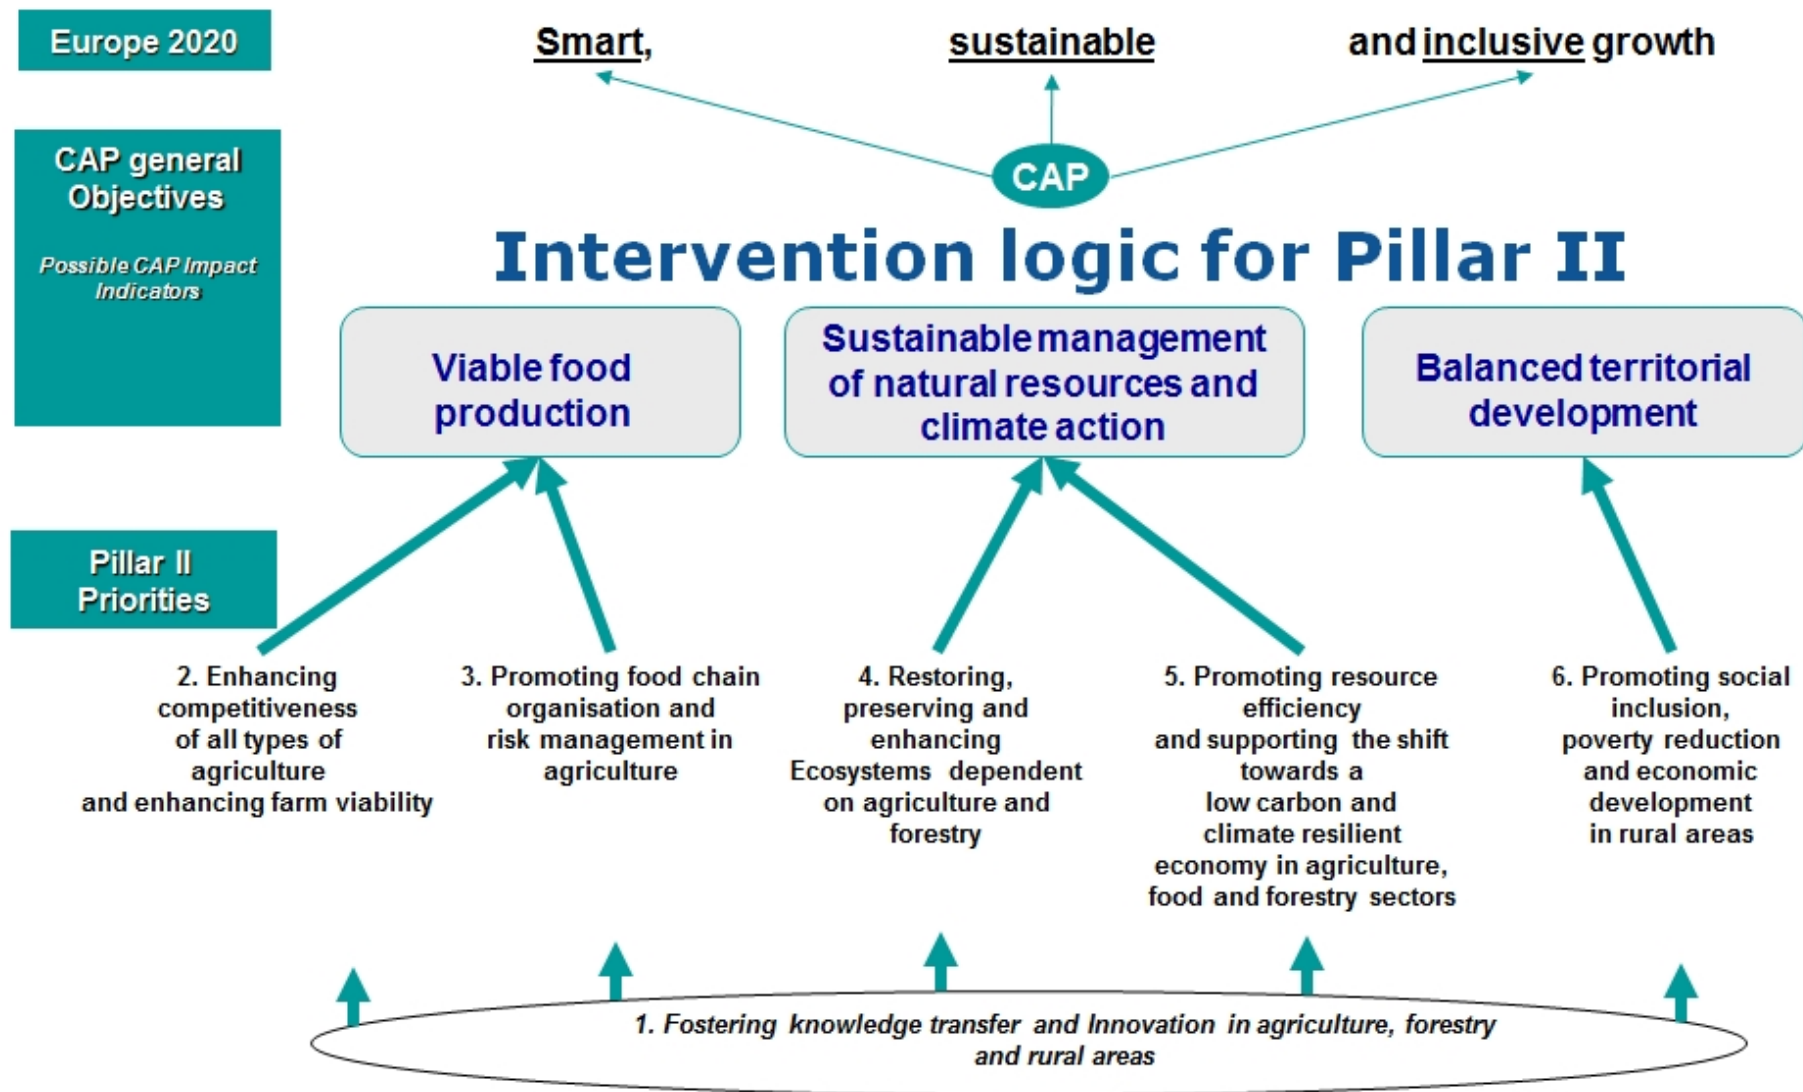 Europe 2020
Smart, sustainable and inclusive growth
CAP general
Objectives
Possible CAP Impact
Indicators
CAP
Intervention logic for Pillar II
Viable food
production
Sustainable management
of natural resources and
climate action
Balanced territorial
development
Pillar II
Priorities
2. Enhancing
competitiveness
of all types of
agriculture
and enhancing farm viability
3. Promoting food chain
organisation and
risk management in
agriculture
4. Restoring,
preserving and
enhancing
Ecosystems dependent
on agriculture and
forestry
5. Promoting resource
efficiency
and supporting the shift
towards a
low carbon and
climate resilient
economy in agriculture,
food and forestry sectors
6. Promoting social
inclusion,
poverty reduction
and economic
development
in rural areas
1. Fostering knowledge transfer and Innovation in agriculture, forestry
and rural areas